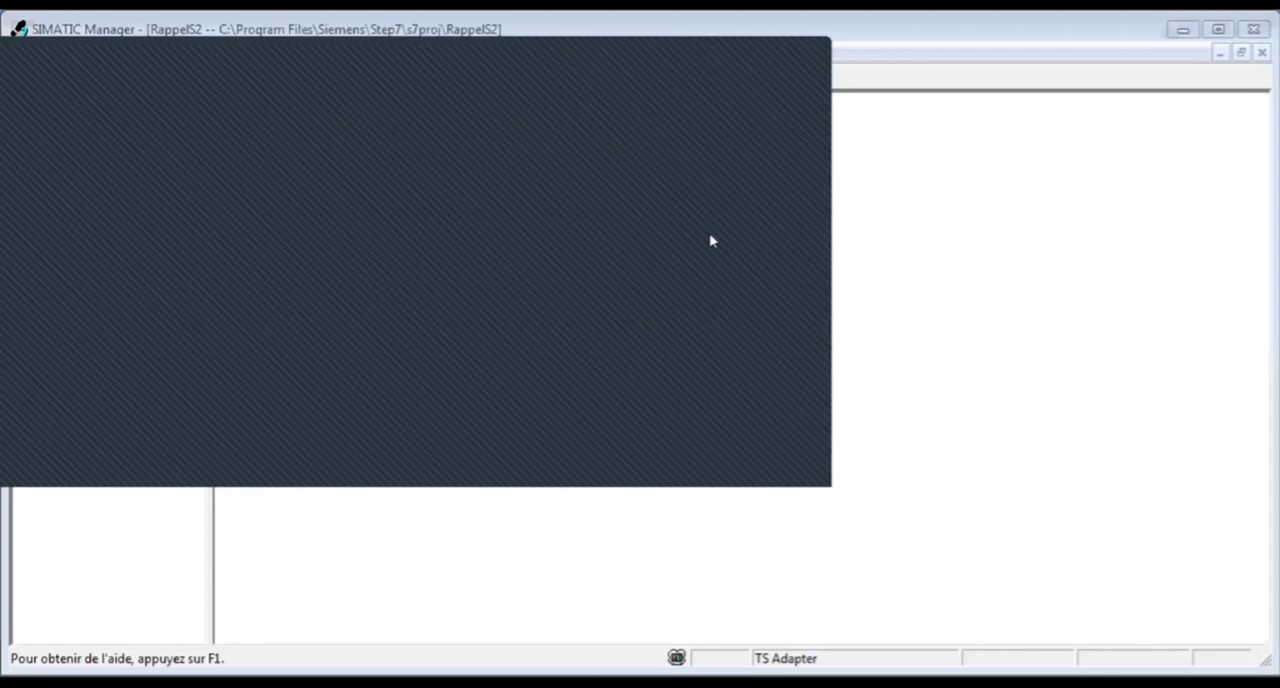 SIMATIC Manager - [RappelS2 -- C:\Program Files\Siemens\Step7\s7proj\RappelS2]
Pour obtenir de l'aide, appuyez sur F1.
TS Adapter